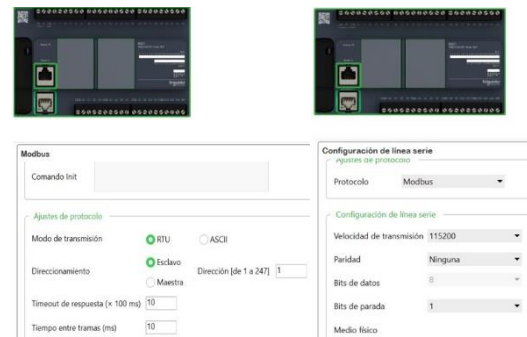 Modbus
Comando Init
Ajustes de protocolo
Modo de transmisión RTU ASCII
Direccionamiento Esclavo Dirección [de 1 a 247] 1
Maestra
Timeout de respuesta (× 100 ms) 10
Tiempo entre tramas (ms) 10
Configuración de línea serie
Ajustes de protocolo
Protocolo Modbus
Configuración de línea serie
Velocidad de transmisión 115200
Paridad Ninguna
Bits de datos 8
Bits de parada 1
Medio físico